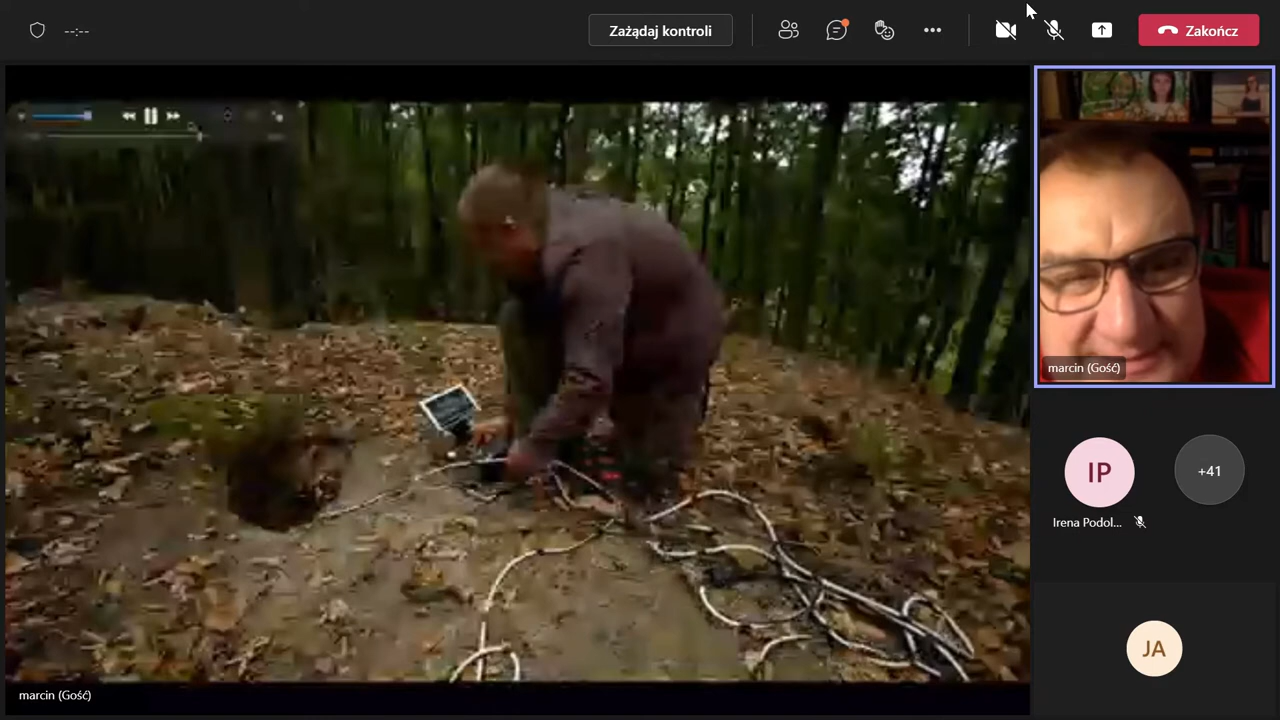 --:--
Zażądaj kontroli
Zakończ
marcin (Gość)
IP
+41
Irena Podol...
JA
marcin (Gość)